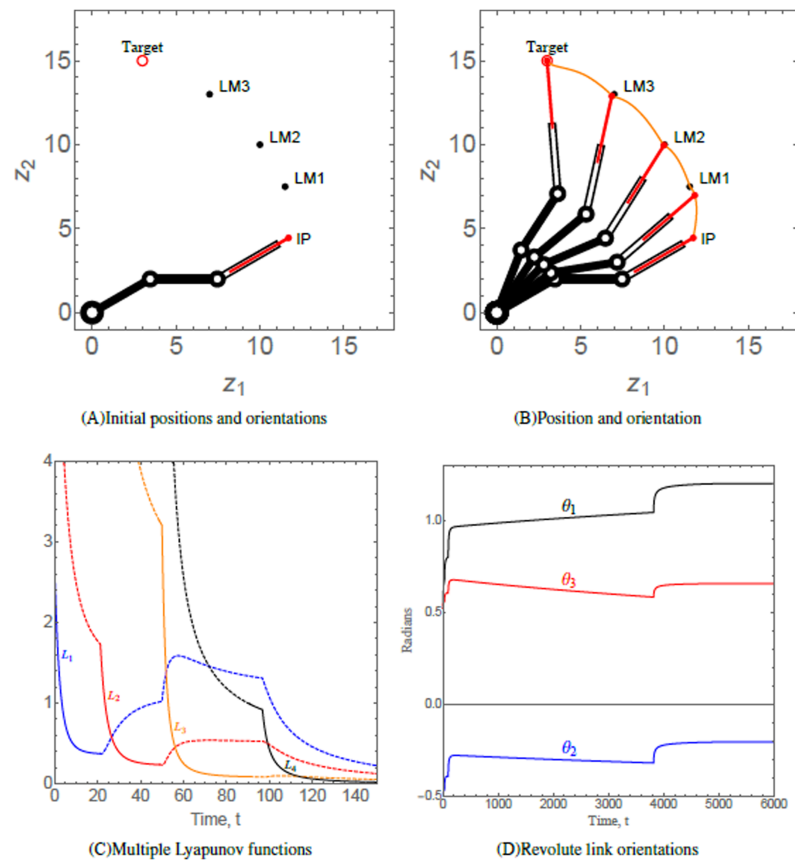 Target
LM3
LM2
LM1
IP
15
10
5
0
z2
0 5 10 15
z1
(A)Initial positions and orientations
Target
LM3
LM2
LM1
IP
15
10
5
0
z2
0 5 10 15
z1
(B)Position and orientation
4
3
2
1
0
L1
L2
L3
L4
0 20 40 60 80 100 120 140
Time, t
(C)Multiple Lyapunov functions
1.0
0.5
0.0
−0.5
Radians
θ1
θ3
θ2
0 1000 2000 3000 4000 5000 6000
Time, t
(D)Revolute link orientations